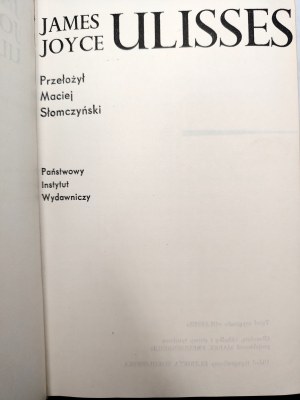 JAMES
JOYCE ULISSES
Przełożył
Maciej
Słomczyński
Państwowy
Instytut
Wydawniczy